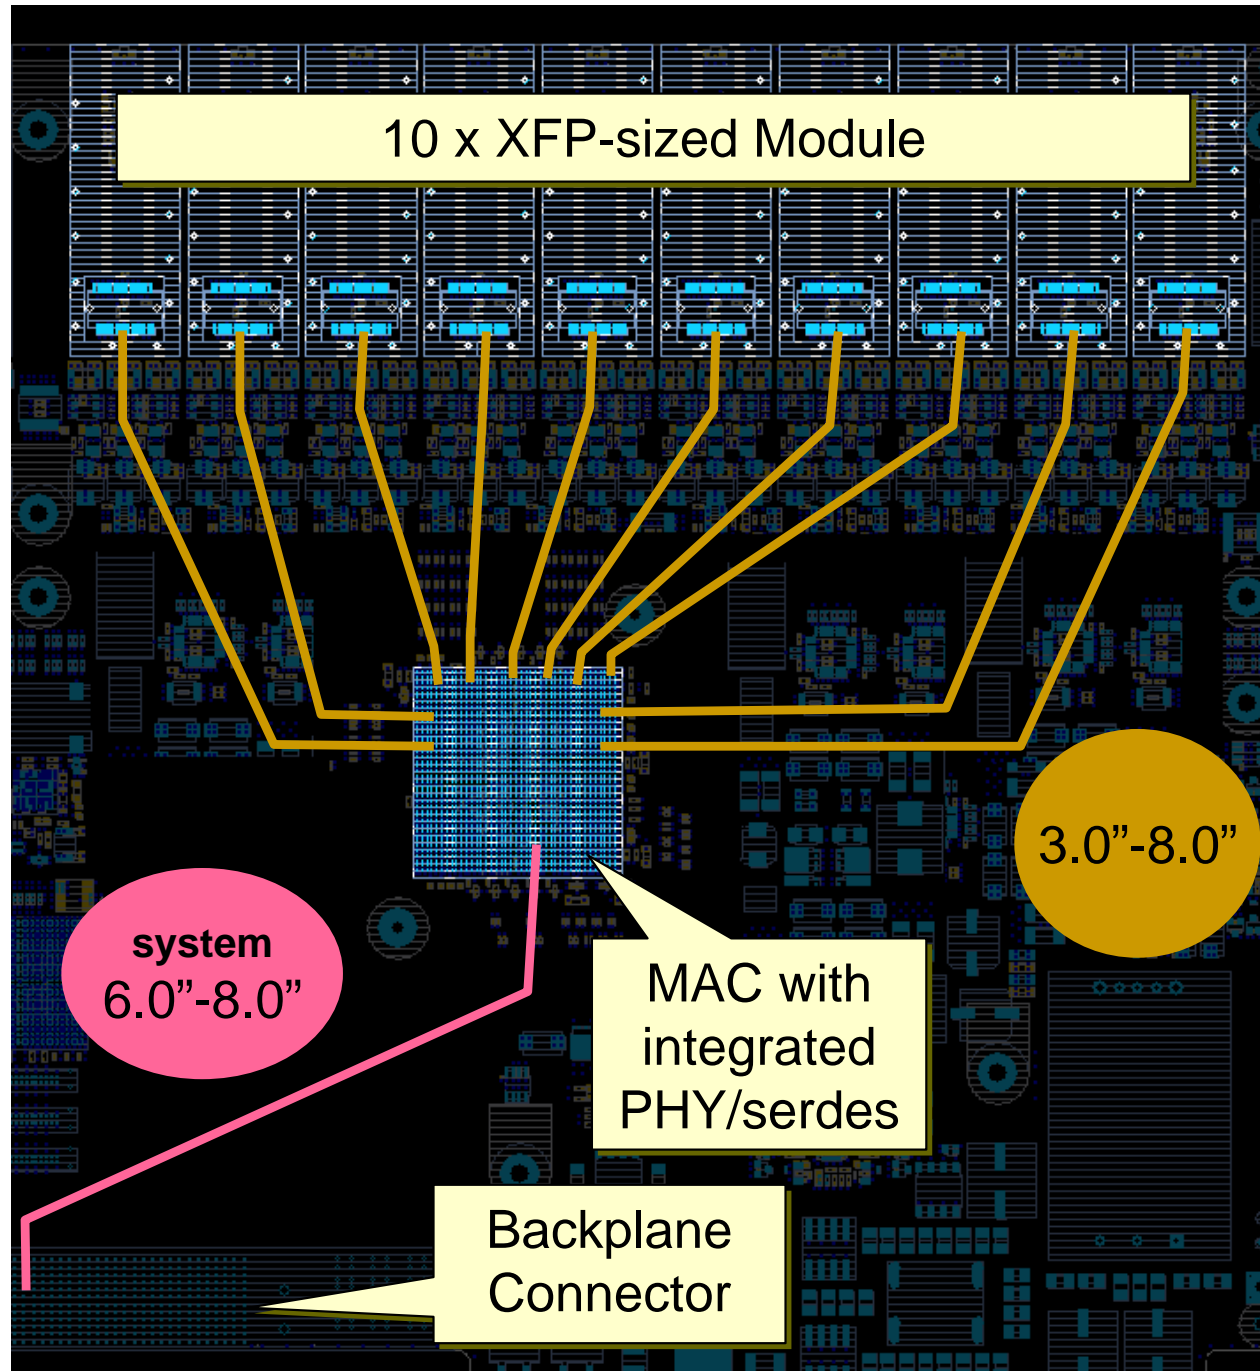 10 x XFP-sized Module
3.0”-8.0”
system
6.0”-8.0”
MAC with
integrated
PHY/serdes
Backplane
Connector